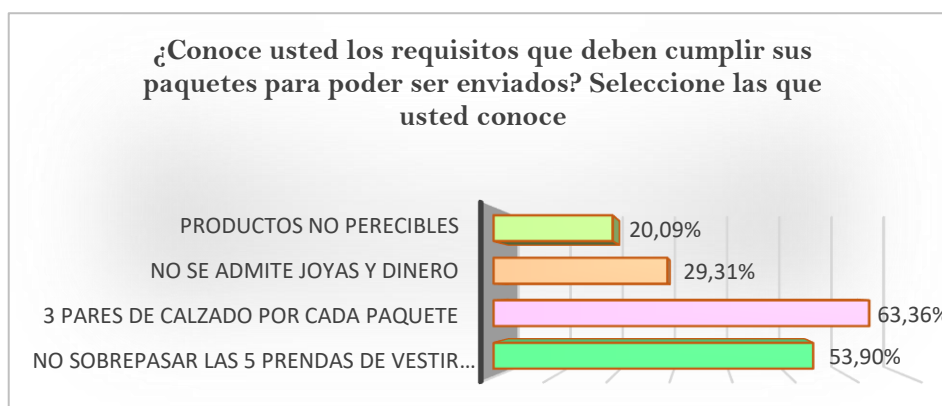 ¿Conoce usted los requisitos que deben cumplir sus
paquetes para poder ser enviados? Seleccione las que
usted conoce
PRODUCTOS NO PERECIBLES
20,09%
NO SE ADMITE JOYAS Y DINERO
29,31%
3 PARES DE CALZADO POR CADA PAQUETE
63,36%
NO SOBREPASAR LAS 5 PRENDAS DE VESTIR...
53,90%